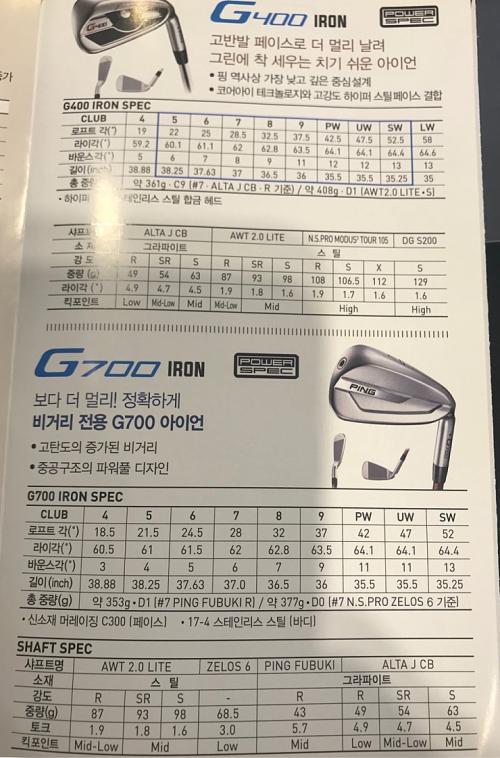 G400 IRON POWER SPEC
고반발 페이스로 더 멀리 날려
그린에 착 세우는 치기 쉬운 아이언
• 핑 역사상 가장 낮고 깊은 중심설계
• 코어아이 테크놀로지와 고강도 하이퍼 스틸 페이스 결합
G400 IRON SPEC
CLUB 4 5 6 7 8 9 PW UW SW LW
로프트 각(°) 19 22 25 28.5 32.5 37.5 42.5 47.5 52.5 58
라이각(°) 59.2 60.1 61.1 62 62.8 63.5 64.1 64.1 64.4 64.6
바운스각(°) 5 6 7 8 9 11 12 12 13 13
길이(inch) 38.88 38.25 37.63 37 36.5 36 35.5 35.5 35.25 35
총 중량 약 361g · C9 (#7 · ALTA J CB · R 기준) / 약 408g · D1 (AWT2.0 LITE • S)
• 하이퍼 스테인리스 스틸 합금 헤드
샤프트 ALTA J CB AWT 2.0 LITE N.S.PRO MODUS³ TOUR 105 DG S200
소 재 그라파이트 스 틸
강 도 R SR S R SR S R S X S
중량 (g) 49 54 63 87 93 98 108 106.5 112 129
라이각 (°) 4.9 4.7 4.5 1.9 1.8 1.6 1.9 1.7 1.6 1.6
킥포인트 Low Mid-Low Mid Mid-Low Mid High High
G700 IRON POWER SPEC
보다 더 멀리! 정확하게
비거리 전용 G700 아이언
• 고탄도의 증가된 비거리
• 중공구조의 파워풀 디자인
PING
G700 IRON SPEC
CLUB 4 5 6 7 8 9 PW UW SW
로프트 각(°) 18.5 21.5 24.5 28 32 37 42 47 52
라이각(°) 60.5 61 61.5 62 62.8 63.5 64.1 64.1 64.4
바운스각(°) 3 4 5 6 7 9 11 11 13
길이(inch) 38.88 38.25 37.63 37.0 36.5 36 35.5 35.5 35.25
총 중량(g) 약 353g · D1 (#7 PING FUBUKI R) / 약 377g · D0 (#7 N.S.PRO ZELOS 6 기준)
• 신소재 머레이징 C300 (페이스) • 17-4 스테인리스 스틸 (바디)
SHAFT SPEC
샤프트명 AWT 2.0 LITE ZELOS 6 PING FUBUKI ALTA J CB
소재 스 틸 그라파이트
강도 R SR S - R R SR S
중량(g) 87 93 98 68.5 43 49 54 63
토크 1.9 1.8 1.6 3.0 5.7 4.9 4.7 4.5
킥포인트 Mid-Low Mid Low Mid Low Mid-Low Mid